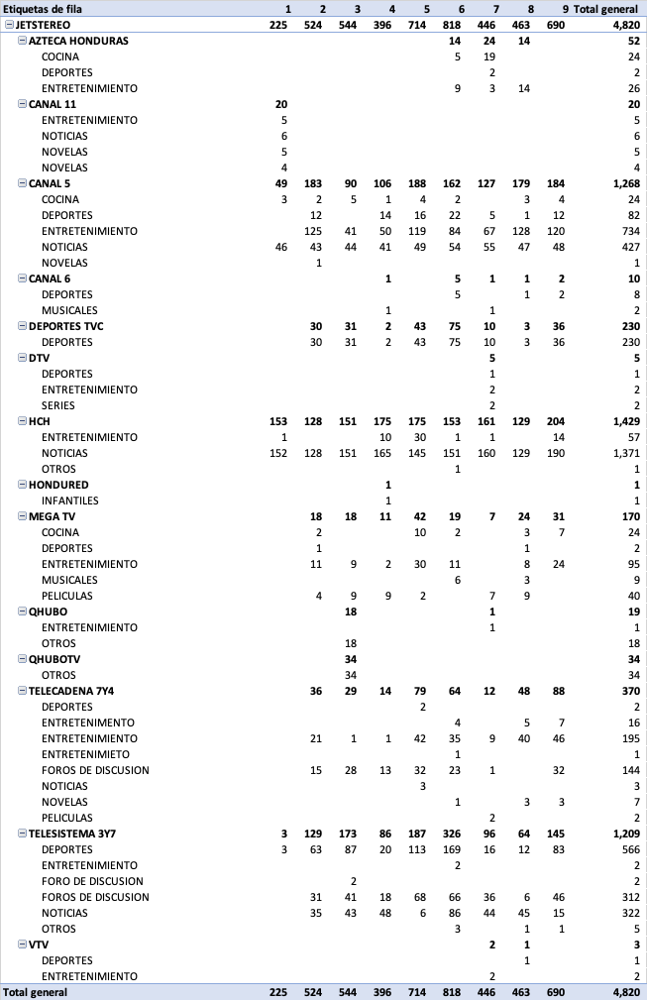 Etiquetas de fila 1 2 3 4 5 6 7 8 9 Total general
JETSTEREO 225 524 544 396 714 818 446 463 690 4,820
AZTECA HONDURAS 14 24 14 52
COCINA 5 19 24
DEPORTES 2 2
ENTRETENIMIENTO 9 3 14 26
CANAL 11 20 20
ENTRETENIMIENTO 5 5
NOTICIAS 6 6
NOVELAS 5 5
NOVELAS 4 4
CANAL 5 49 183 90 106 188 162 127 179 184 1,268
COCINA 3 2 5 1 4 2 3 4 24
DEPORTES 12 14 16 22 5 1 12 82
ENTRETENIMIENTO 125 41 50 119 84 67 128 120 734
NOTICIAS 46 43 44 41 49 54 55 47 48 427
NOVELAS 1 1
CANAL 6 1 5 1 1 2 10
DEPORTES 5 1 2 8
MUSICALES 1 1 2
DEPORTES TVC 30 31 2 43 75 10 3 36 230
DEPORTES 30 31 2 43 75 10 3 36 230
DTV 5 5
DEPORTES 1 1
ENTRETENIMIENTO 2 2
SERIES 2 2
HCH 153 128 151 175 175 153 161 129 204 1,429
ENTRETENIMIENTO 1 10 30 1 1 14 57
NOTICIAS 152 128 151 165 145 151 160 129 190 1,371
OTROS 1 1
HONDURED 1 1
INFANTILES 1 1
MEGA TV 18 18 11 42 19 7 24 31 170
COCINA 2 10 2 3 7 24
DEPORTES 1 1 2
ENTRETENIMIENTO 11 9 2 30 11 8 24 95
MUSICALES 6 3 9
PELICULAS 4 9 9 2 7 9 40
QHUBO 18 1 19
ENTRETENIMIENTO 1 1
OTROS 18 18
QHUBOTV 34 34
OTROS 34 34
TELECADENA 7Y4 36 29 14 79 64 12 48 88 370
DEPORTES 2 2
ENTRETENIMENTO 4 5 7 16
ENTRETENIMIENTO 21 1 1 42 35 9 40 46 195
ENTRETENIMIETO 1 1
FOROS DE DISCUSION 15 28 13 32 23 1 32 144
NOTICIAS 3 3
NOVELAS 1 3 3 7
PELICULAS 2 2
TELESISTEMA 3Y7 3 129 173 86 187 326 96 64 145 1,209
DEPORTES 3 63 87 20 113 169 16 12 83 566
ENTRETENIMIENTO 2 2
FORO DE DISCUSION 2 2
FOROS DE DISCUSION 31 41 18 68 66 36 6 46 312
NOTICIAS 35 43 48 6 86 44 45 15 322
OTROS 3 1 1 5
VTV 2 1 3
DEPORTES 1 1
ENTRETENIMIENTO 2 2
Total general 225 524 544 396 714 818 446 463 690 4,820